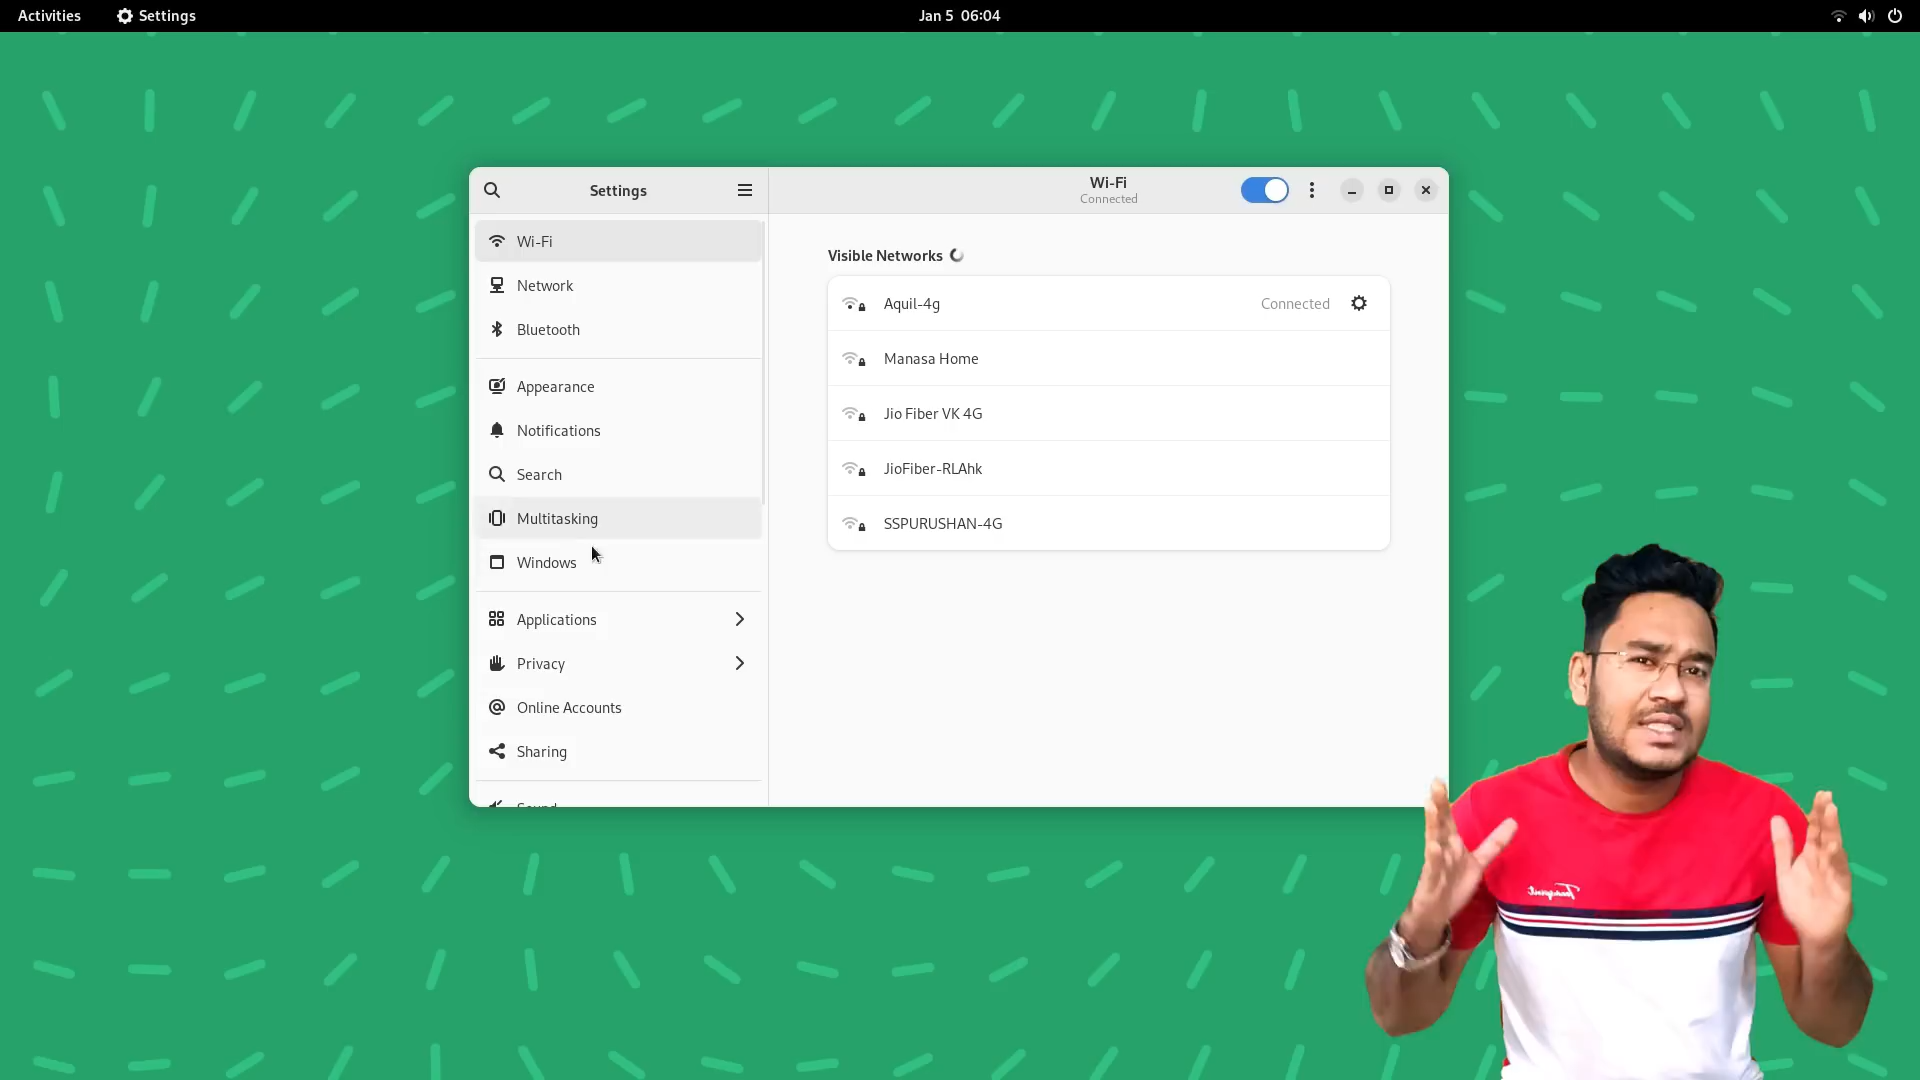 Activities
Settings
Jan 5 06:04
Settings
Wi-Fi
Connected
Wi-Fi
Network
Bluetooth
Appearance
Notifications
Search
Multitasking
Windows
Applications
Privacy
Online Accounts
Sharing
Sound
Visible Networks
Aquil-4g
Connected
Manasa Home
Jio Fiber VK 4G
JioFiber-RLAhk
SSPURUSHAN-4G